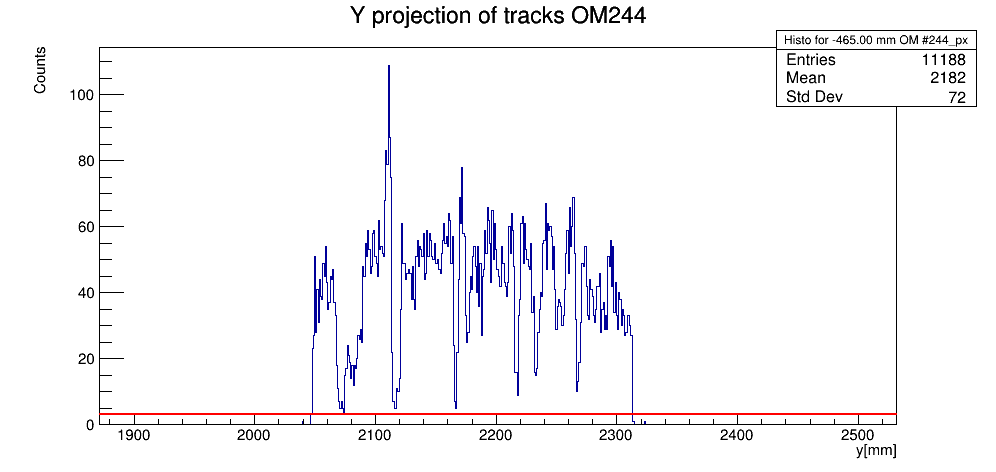 Y projection of tracks OM244
Histo for -465.00 mm OM #244_px
Entries 11188
Mean 2182
Std Dev 72
Counts
100
80
60
40
20
0
1900 2000 2100 2200 2300 2400 2500
y[mm]